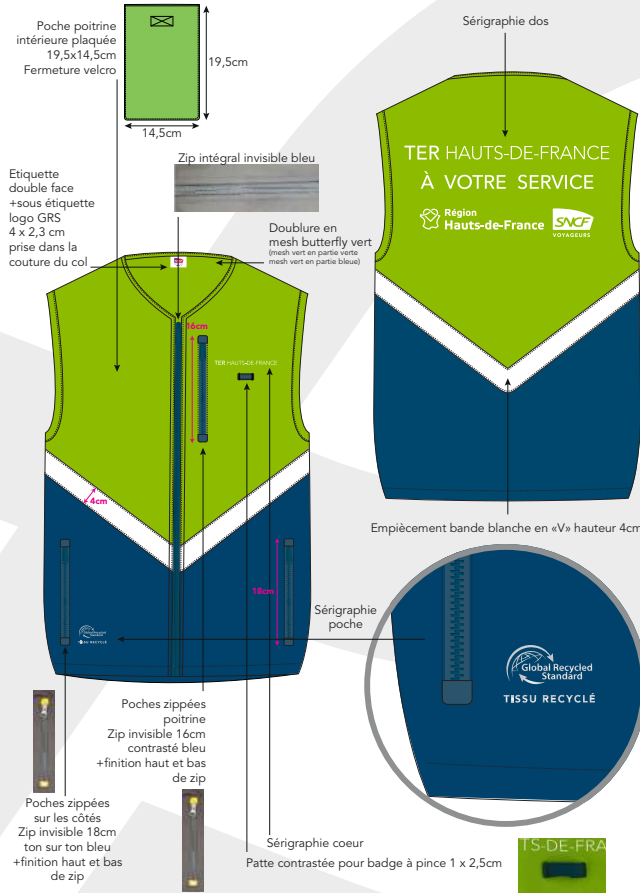 Poche poitrine
intérieure plaquée
19,5x14,5cm
Fermeture velcro
19,5cm
14,5cm
Sérigraphie dos
TER HAUTS-DE-FRANCE
À VOTRE SERVICE
Région
Hauts-de-France
SNCF
VOYAGEURS
Zip intégral invisible bleu
Etiquette
double face
+sous étiquette
logo GRS
4 x 2,3 cm
prise dans la
couture du col
Doublure en
mesh butterfly vert
(mesh vert en partie verte
mesh vert en partie bleue)
16cm
TER HAUTS-DE-FRANCE
4cm
18cm
Empiècement bande blanche en «V» hauteur 4cm
Sérigraphie
poche
Global Recycled
Standard
TISSU RECYCLÉ
Global Recycled
Standard
TISSU RECYCLÉ
Poches zippées
poitrine
Zip invisible 16cm
contrasté bleu
+finition haut et bas
de zip
Poches zippées
sur les côtés
Zip invisible 18cm
ton sur ton bleu
+finition haut et bas
de zip
Sérigraphie coeur
Patte contrastée pour badge à pince 1 x 2,5cm
TS-DE-FRA